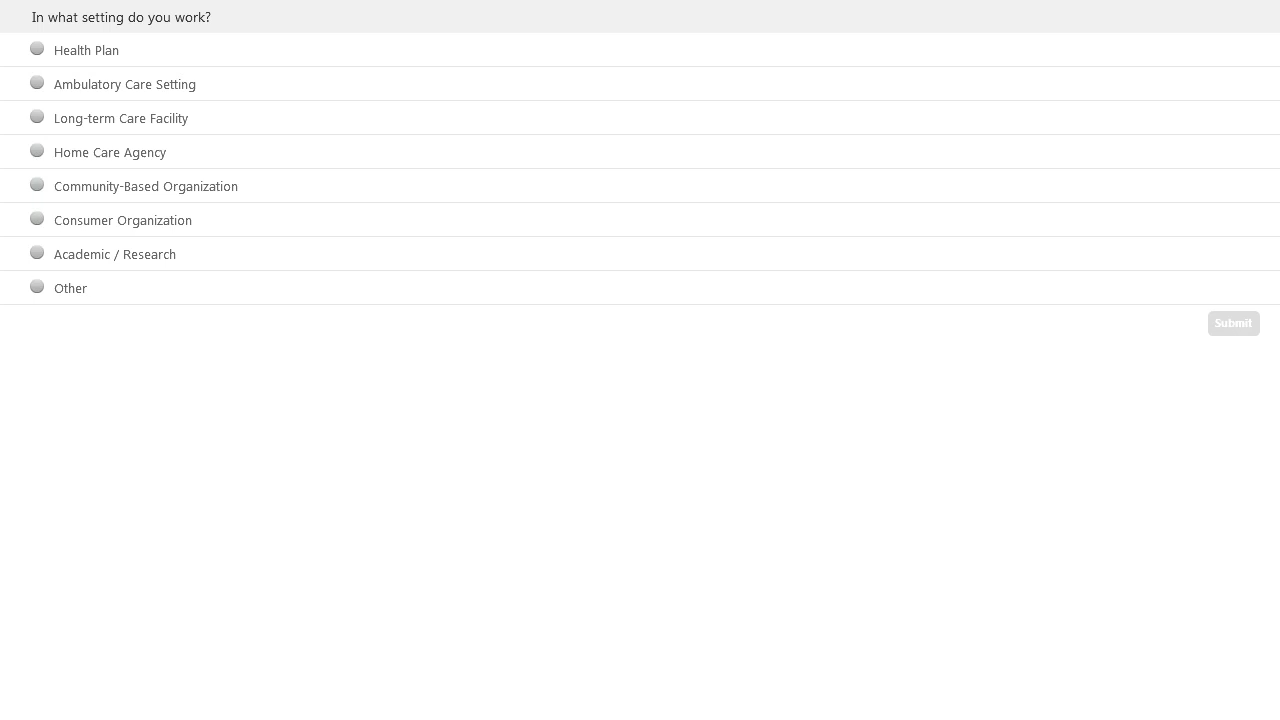 In what setting do you work?
Health Plan
Ambulatory Care Setting
Long-term Care Facility
Home Care Agency
Community-Based Organization
Consumer Organization
Academic / Research
Other
Submit